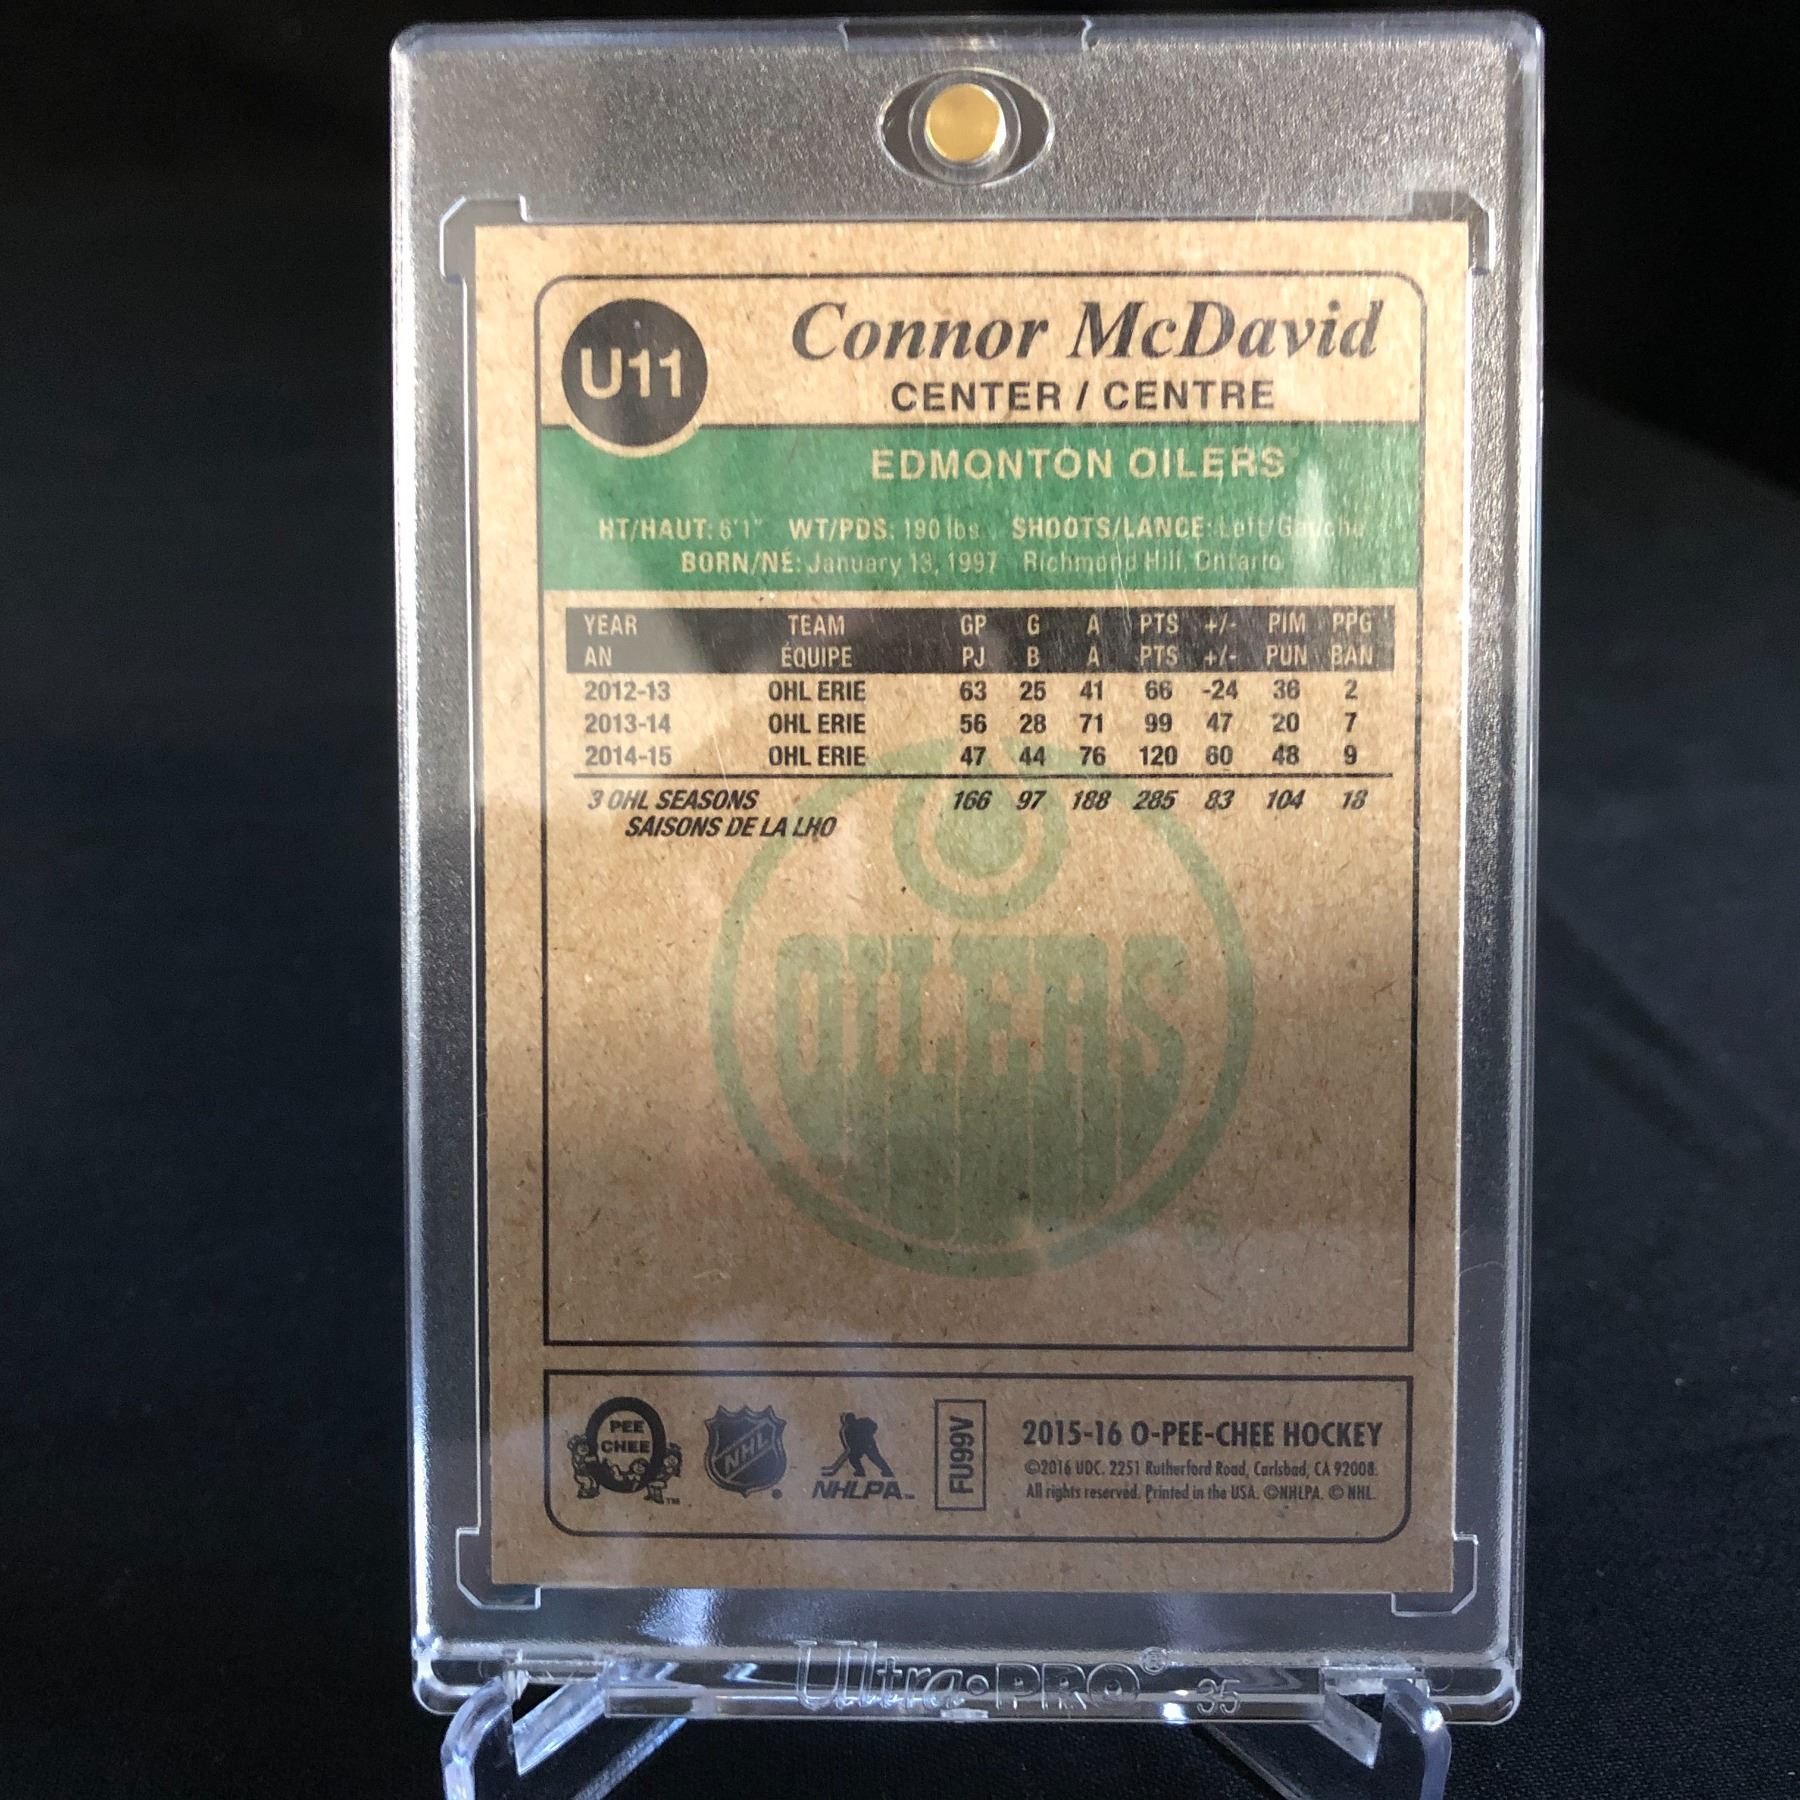 U11
Connor McDavid
CENTER / CENTRE
EDMONTON OILERS
HT/HAUT: 6'1" WT/PDS: 190 lbs. SHOOTS/LANCE: Left/Gauche
BORN/NÉ: January 13, 1997 Richmond Hill, Ontario
YEAR TEAM GP G A PTS +/- PIM PPG
AN ÉQUIPE PJ B A PTS +/- PUN BAN
2012-13 OHL ERIE 63 25 41 66 -24 36 2
2013-14 OHL ERIE 56 28 71 99 47 20 7
2014-15 OHL ERIE 47 44 76 120 60 48 9
3 OHL SEASONS 166 97 188 285 83 104 18
SAISONS DE LA LHO
OILERS
PEE
CHEE
TM
NHL
NHLPA
FU99V
2015-16 O-PEE-CHEE HOCKEY
©2016 UDC. 2251 Rutherford Road, Carlsbad, CA 92008.
All rights reserved. Printed in the USA. ©NHLPA. © NHL.
Ultra•PRO® 35